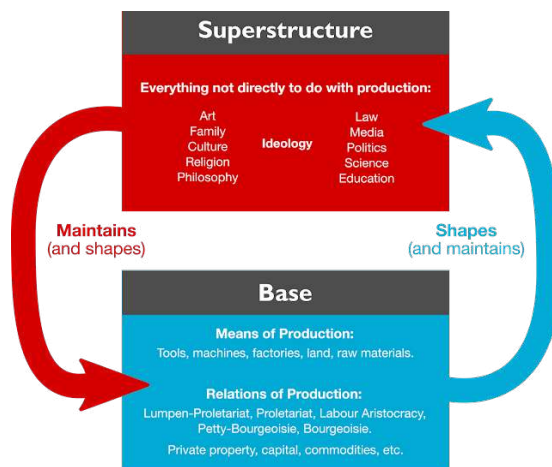 Superstructure
Everything not directly to do with production:
Art
Family
Culture
Religion
Philosophy
Ideology
Law
Media
Politics
Science
Education
Maintains
(and shapes)
Shapes
(and maintains)
Base
Means of Production:
Tools, machines, factories, land, raw materials.
Relations of Production:
Lumpen-Proletariat, Proletariat, Labour Aristocracy,
Petty-Bourgeoisie, Bourgeoisie.
Private property, capital, commodities, etc.